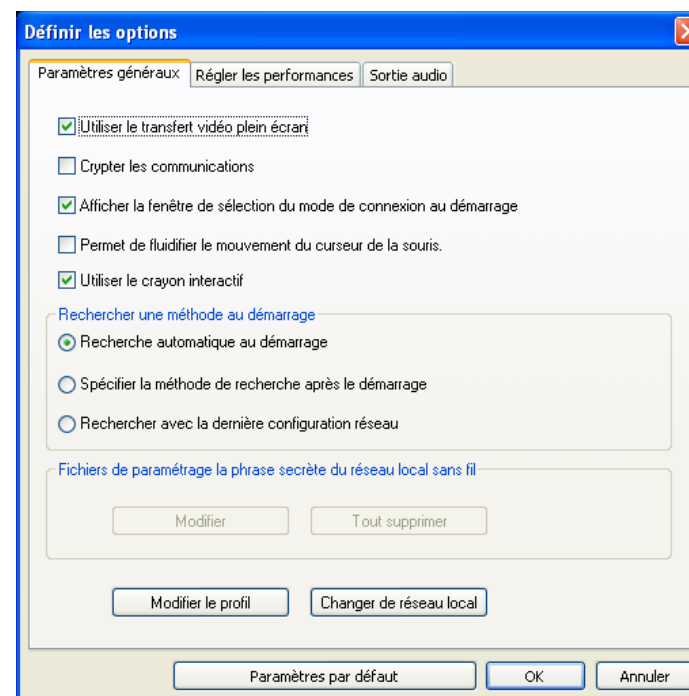 Définir les options
Paramètres généraux Régler les performances Sortie audio
Utiliser le transfert vidéo plein écran
Crypter les communications
Afficher la fenêtre de sélection du mode de connexion au démarrage
Permet de fluidifier le mouvement du curseur de la souris.
Utiliser le crayon interactif
Rechercher une méthode au démarrage
Recherche automatique au démarrage
Spécifier la méthode de recherche après le démarrage
Rechercher avec la dernière configuration réseau
Fichiers de paramétrage la phrase secrète du réseau local sans fil
Modifier Tout supprimer
Modifier le profil Changer de réseau local
Paramètres par défaut OK Annuler